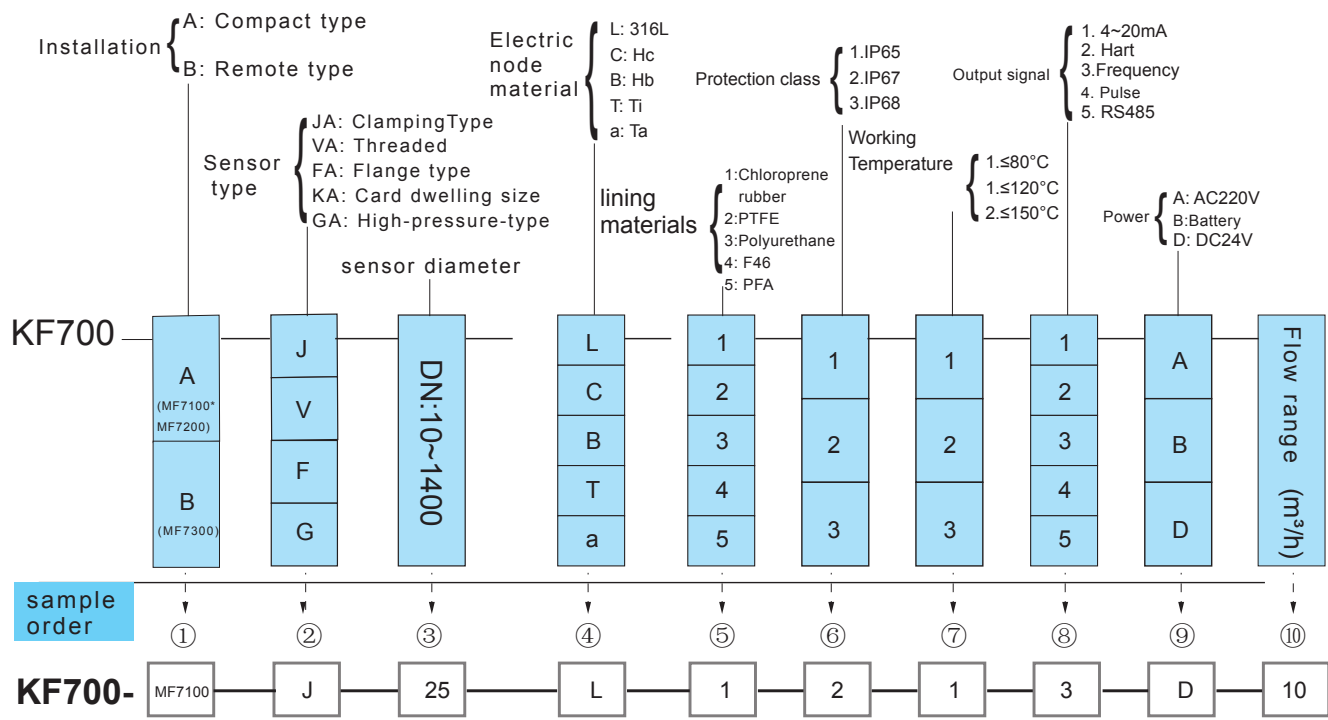 Installation
A: Compact type
B: Remote type
Sensor
type
JA: ClampingType
VA: Threaded
FA: Flange type
KA: Card dwelling size
GA: High-pressure-type
sensor diameter
Electric
node
material
L: 316L
C: Hc
B: Hb
T: Ti
a: Ta
lining
materials
1:Chloroprene
rubber
2:PTFE
3:Polyurethane
4: F46
5: PFA
Protection class
1.IP65
2.IP67
3.IP68
Working
Temperature
1.≤80°C
1.≤120°C
2.≤150°C
Output signal
1. 4~20mA
2. Hart
3.Frequency
4. Pulse
5. RS485
Power
A: AC220V
B:Battery
D: DC24V
KF700
A
(MF7100*
MF7200)
B
(MF7300)
J
V
F
G
DN:10~1400
L
C
B
T
a
1
2
3
4
5
1
2
3
1
2
3
1
2
3
4
5
A
B
D
Flow range (m³/h)
sample
order
① ② ③ ④ ⑤ ⑥ ⑦ ⑧ ⑨ ⑩
KF700- MF7100 J 25 L 1 2 1 3 D 10